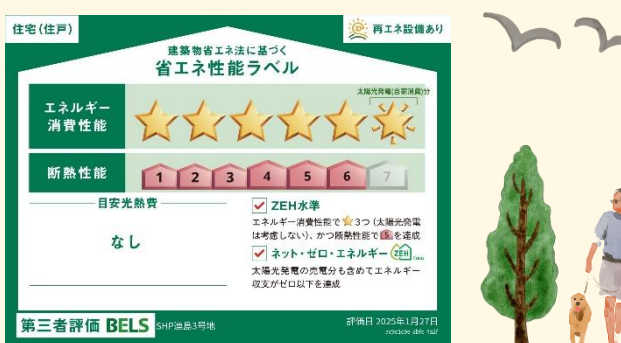 住宅(住戸)
再エネ設備あり
建築物省エネ法に基づく
省エネ性能ラベル
太陽光発電(自家消費)分
エネルギー
消費性能
断熱性能
1 2 3 4 5 6 7
目安光熱費
なし
ZEH水準
エネルギー消費性能で★3つ(太陽光発電
は考慮しない)、かつ断熱性能で5を達成
ネット・ゼロ・エネルギー ZEH
太陽光発電の売電分も含めてエネルギー
収支がゼロ以下を達成
第三者評価 BELS
SHP連島3号地
評価日 2025年1月27日